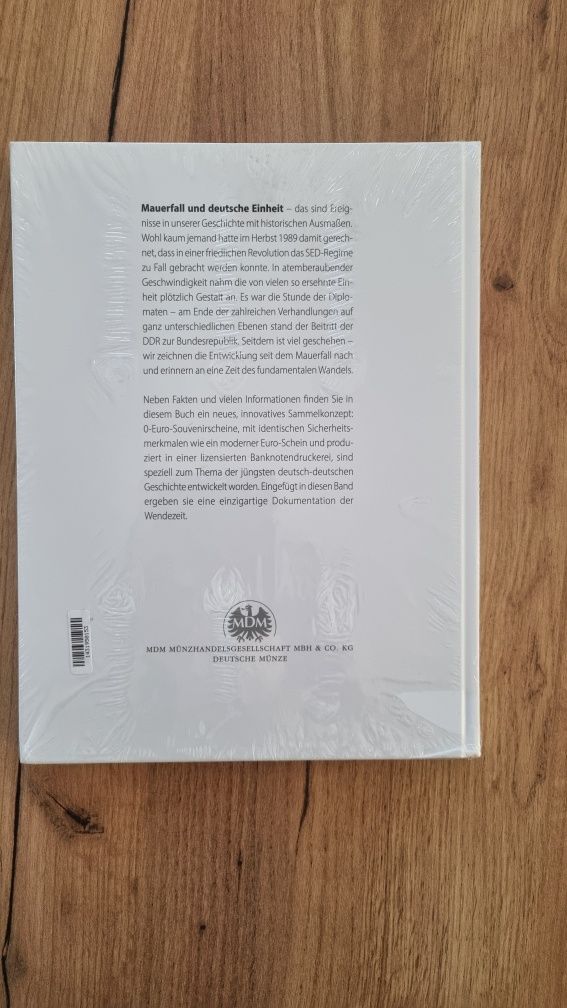 Mauerfall und deutsche Einheit – das sind Ereig-
nisse in unserer Geschichte mit historischen Ausmaßen.
Wohl kaum jemand hatte im Herbst 1989 damit gerech-
net, dass in einer friedlichen Revolution das SED-Regime
zu Fall gebracht werden konnte. In atemberaubender
Geschwindigkeit nahm die von vielen so ersehnte Ein-
heit plötzlich Gestalt an. Es war die Stunde der Diplo-
maten – am Ende der zahlreichen Verhandlungen auf
ganz unterschiedlichen Ebenen stand der Beitritt der
DDR zur Bundesrepublik. Seitdem ist viel geschehen –
wir zeichnen die Entwicklung seit dem Mauerfall nach
und erinnern an eine Zeit des fundamentalen Wandels.
Neben Fakten und vielen Informationen finden Sie in
diesem Buch ein neues, innovatives Sammelkonzept:
0-Euro-Souvenirscheine, mit identischen Sicherheits-
merkmalen wie ein moderner Euro-Schein und produ-
ziert in einer lizensierten Banknotendruckerei, sind
speziell zum Thema der jüngsten deutsch-deutschen
Geschichte entwickelt worden. Eingefügt in diesen Band
ergeben sie eine einzigartige Dokumentation der
Wendezeit.
MDM
MDM MÜNZHANDELSGESELLSCHAFT MBH & CO. KG
DEUTSCHE MÜNZE